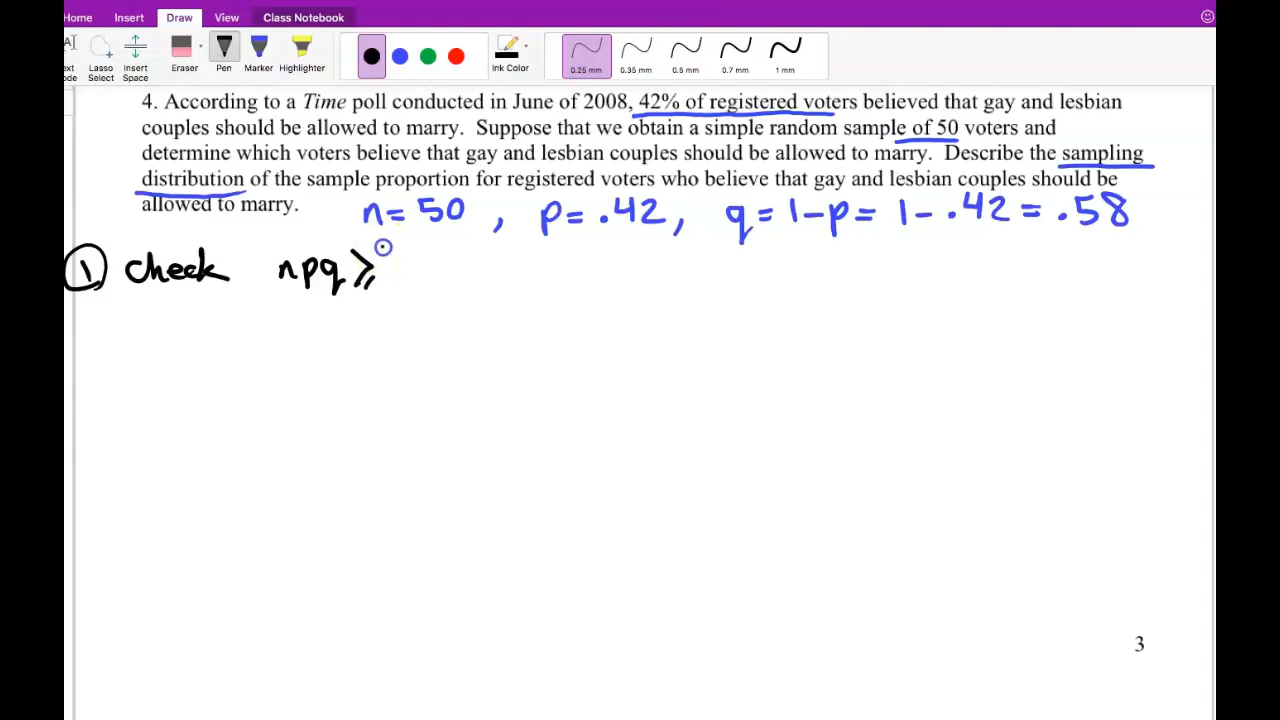 Home Insert Draw View Class Notebook
Lasso Select Insert Space Eraser Pen Marker Highlighter Ink Color 0.25 mm 0.35 mm 0.5 mm 0.7 mm 1 mm
4. According to a Time poll conducted in June of 2008, 42% of registered voters believed that gay and lesbian
couples should be allowed to marry. Suppose that we obtain a simple random sample of 50 voters and
determine which voters believe that gay and lesbian couples should be allowed to marry. Describe the sampling
distribution of the sample proportion for registered voters who believe that gay and lesbian couples should be
allowed to marry.
n = 50 , p = .42, q = 1 - p = 1 - .42 = .58
① check npq ≥
3